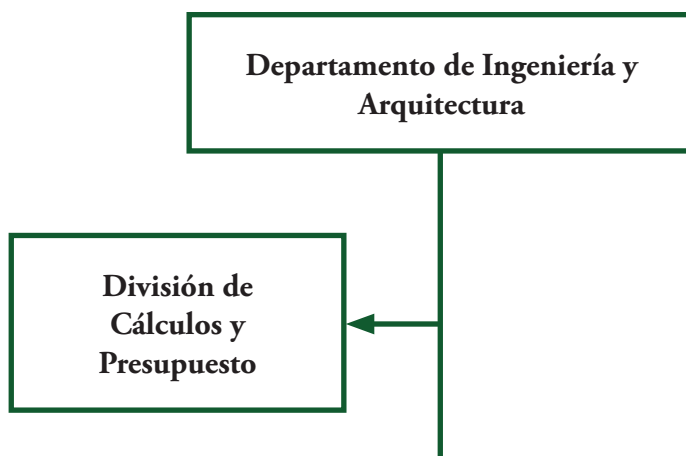 Departamento de Ingeniería y
Arquitectura
División de
Cálculos y
Presupuesto